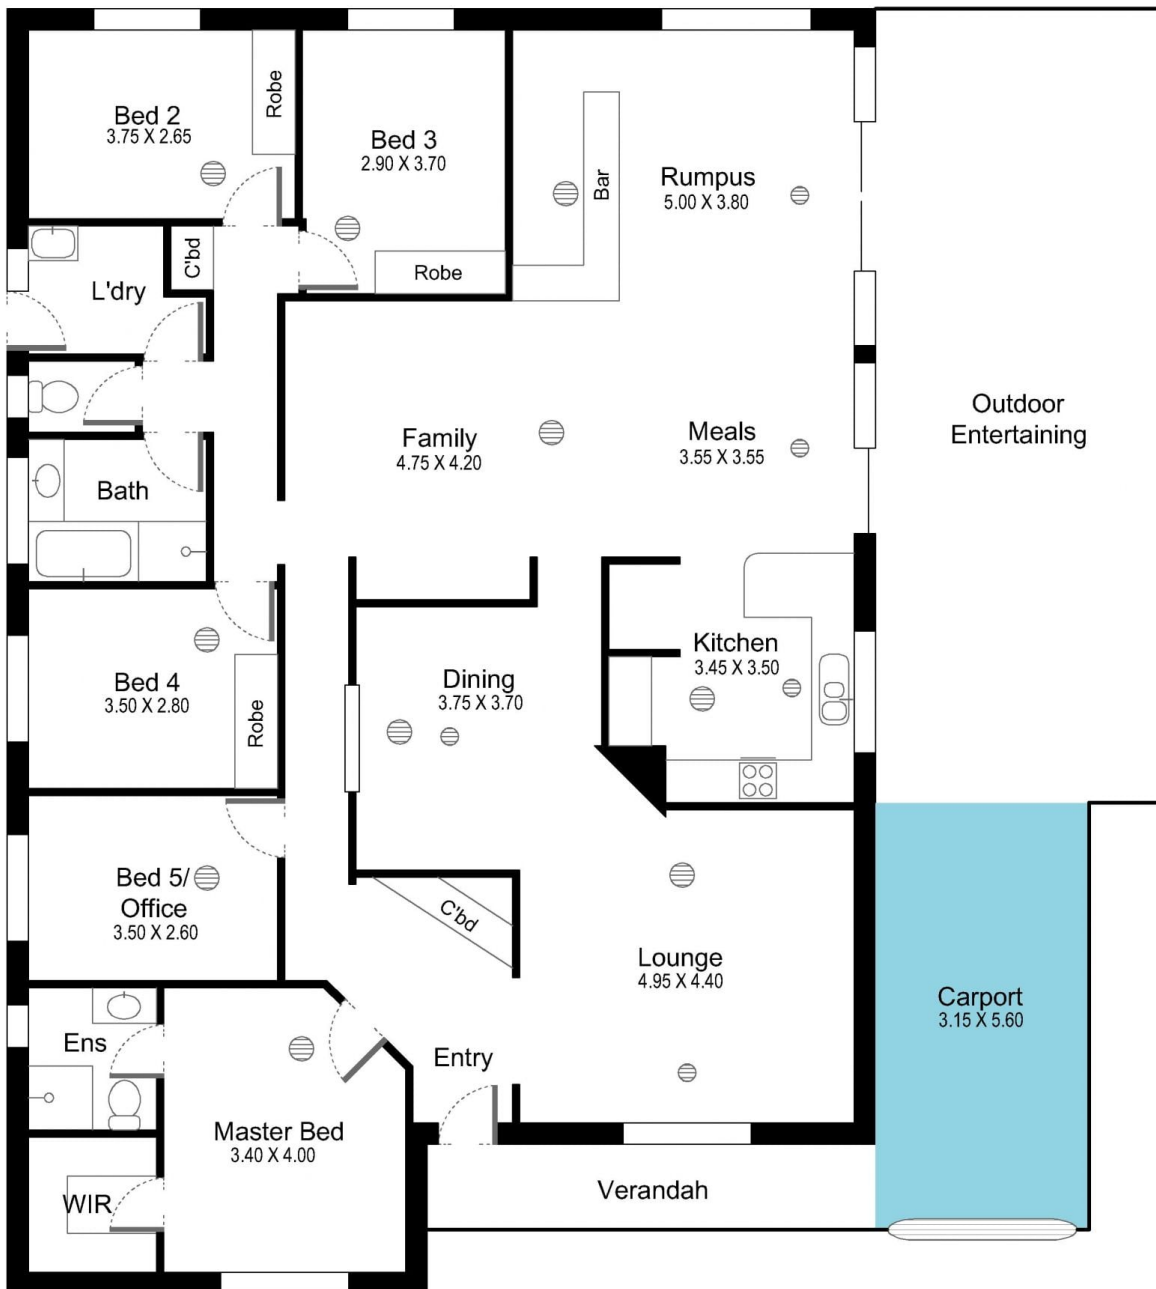 Bed 2
3.75 X 2.65
Robe
Bed 3
2.90 X 3.70
Robe
Bar
Rumpus
5.00 X 3.80
C'bd
L'dry
Outdoor
Entertaining
Family
4.75 X 4.20
Meals
3.55 X 3.55
Bath
Kitchen
3.45 X 3.50
Dining
3.75 X 3.70
Bed 4
3.50 X 2.80
Robe
Bed 5/
Office
3.50 X 2.60
C'bd
Lounge
4.95 X 4.40
Carport
3.15 X 5.60
Ens
Entry
Master Bed
3.40 X 4.00
WIR
Verandah